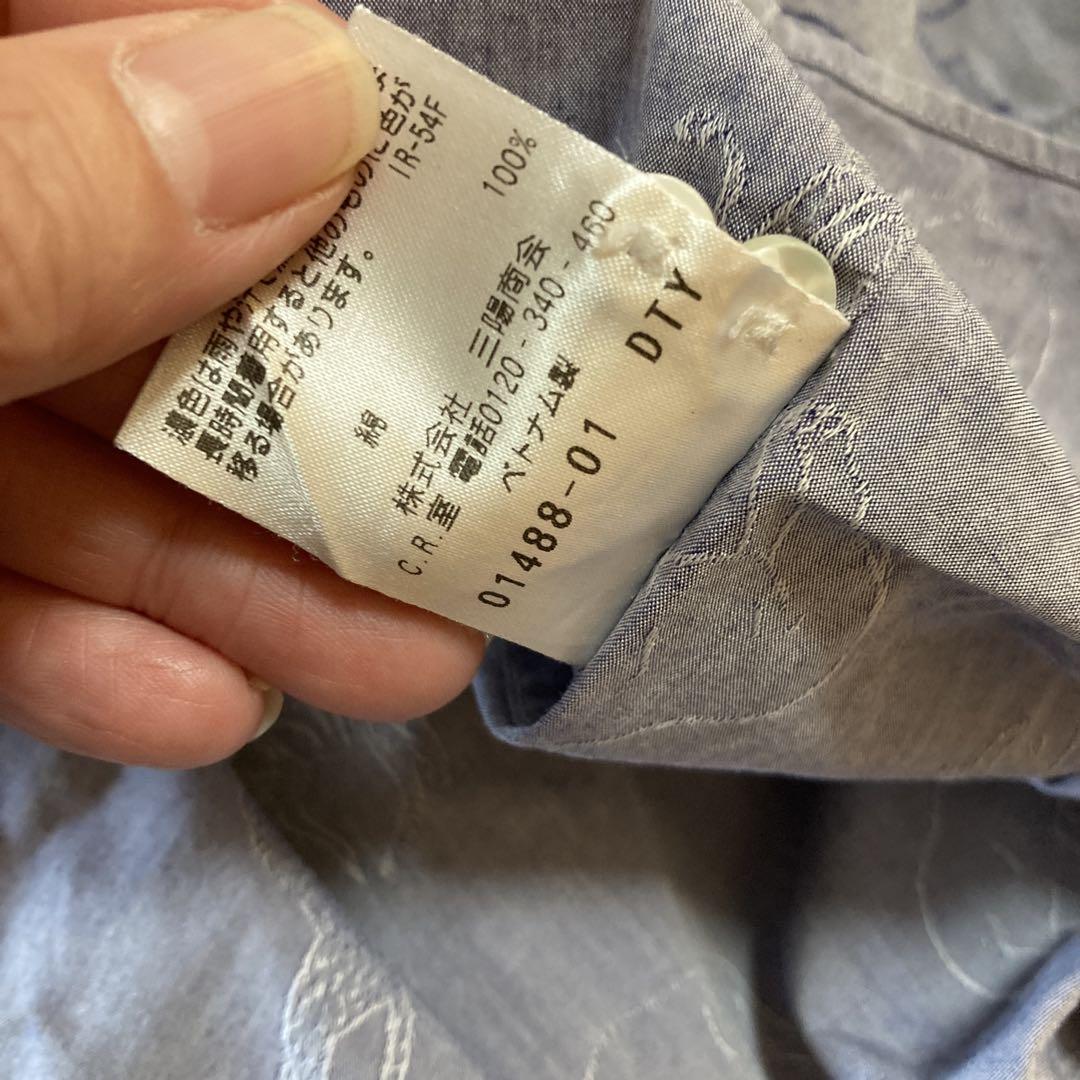 色が
濃色は雨や汗で
長時間着用すると他のものに
移る場合があります。
IR-54F
綿 100%
株式会社 三陽商会
C.R.室 電話0120-340-460
ベトナム製
01488-01 DTY